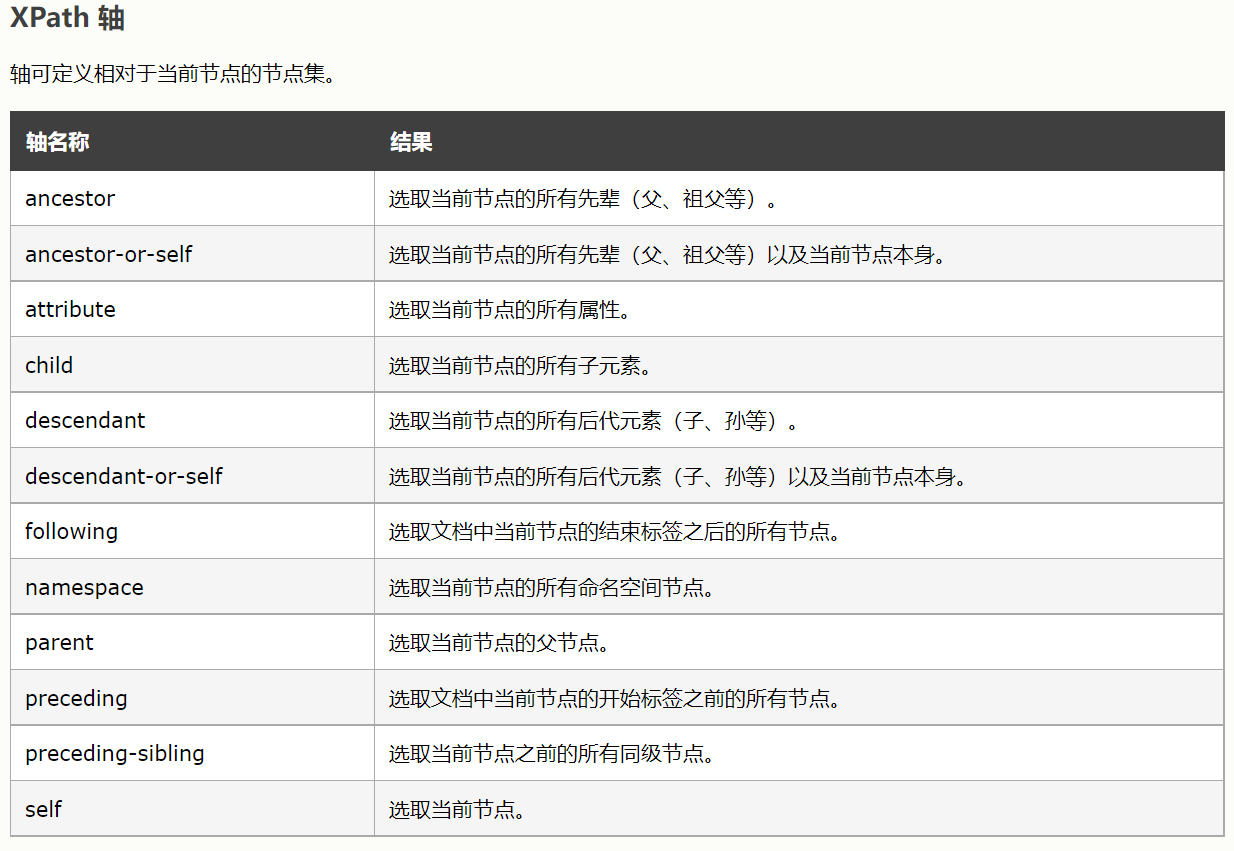 XPath 轴
轴可定义相对于当前节点的节点集。
轴名称 结果
ancestor 选取当前节点的所有先辈（父、祖父等）。
ancestor-or-self 选取当前节点的所有先辈（父、祖父等）以及当前节点本身。
attribute 选取当前节点的所有属性。
child 选取当前节点的所有子元素。
descendant 选取当前节点的所有后代元素（子、孙等）。
descendant-or-self 选取当前节点的所有后代元素（子、孙等）以及当前节点本身。
following 选取文档中当前节点的结束标签之后的所有节点。
namespace 选取当前节点的所有命名空间节点。
parent 选取当前节点的父节点。
preceding 选取文档中当前节点的开始标签之前的所有节点。
preceding-sibling 选取当前节点之前的所有同级节点。
self 选取当前节点。